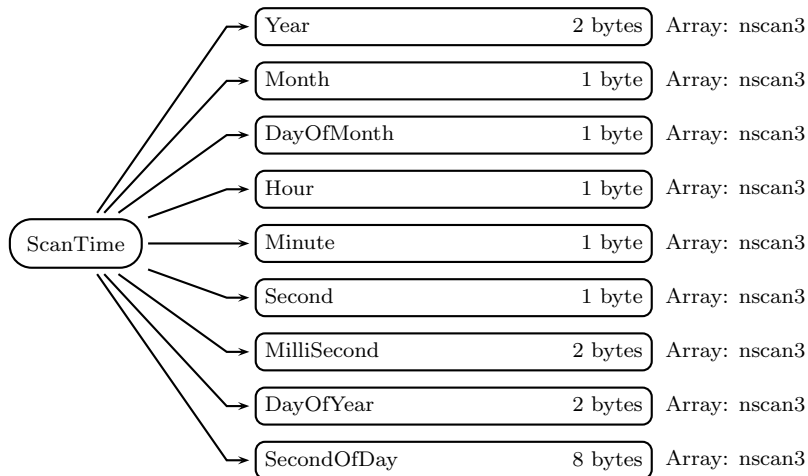 Year 2 bytes Array: nscan3
Month 1 byte Array: nscan3
DayOfMonth 1 byte Array: nscan3
Hour 1 byte Array: nscan3
ScanTime Minute 1 byte Array: nscan3
Second 1 byte Array: nscan3
MilliSecond 2 bytes Array: nscan3
DayOfYear 2 bytes Array: nscan3
SecondOfDay 8 bytes Array: nscan3